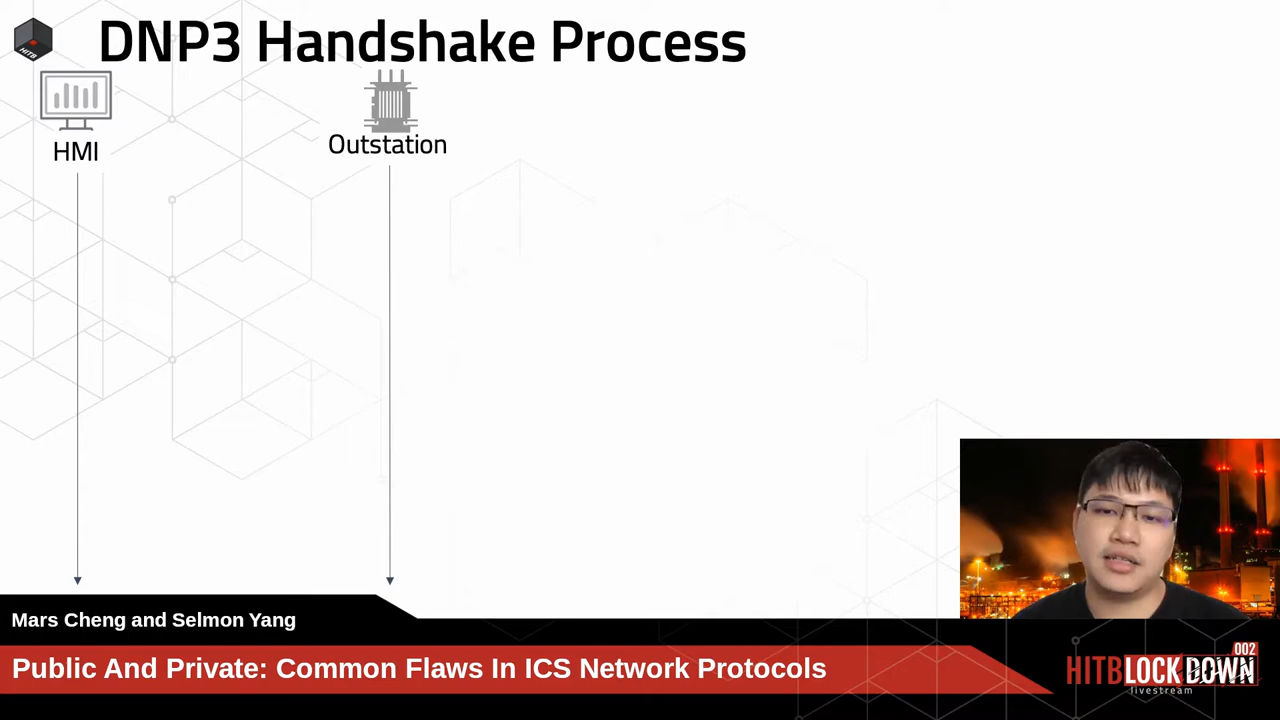 DNP3 Handshake Process
HITB
HMI
Outstation
Mars Cheng and Selmon Yang
Public And Private: Common Flaws In ICS Network Protocols
002
HITBLOCKDOWN
livestream